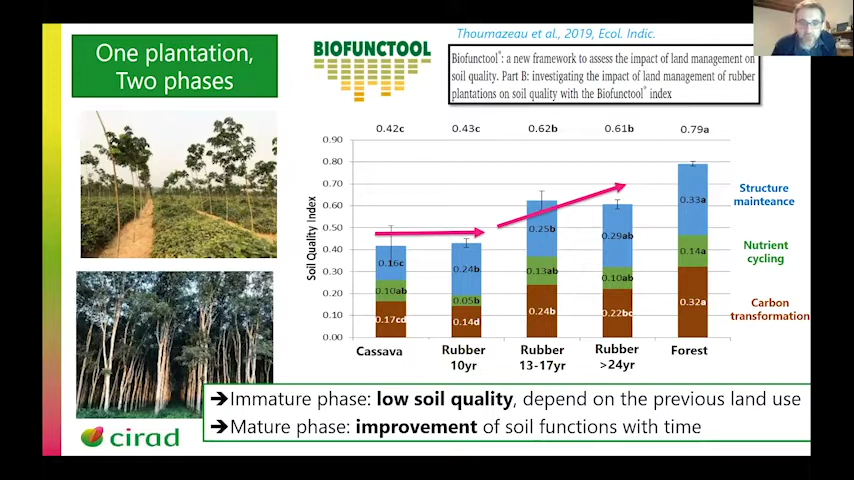 One plantation,
Two phases
BIOFUNCTOOL
Thoumazeau et al., 2019, Ecol. Indic.
Biofunctool®: a new framework to assess the impact of land management on
soil quality. Part B: investigating the impact of land management of rubber
plantations on soil quality with the Biofunctool® index
0.42c 0.43c 0.62b 0.61b 0.79a
Soil Quality Index
0.90
0.80
0.70
0.60
0.50
0.40
0.30
0.20
0.10
0.00
0.16c 0.24b 0.25b 0.29ab 0.33a
0.10ab 0.05b 0.13ab 0.10ab 0.14a
0.17cd 0.14d 0.24b 0.22bc 0.32a
Structure
mainteance
Nutrient
cycling
Carbon
transformation
Cassava
Rubber
10yr
Rubber
13-17yr
Rubber
>24yr
Forest
➔Immature phase: low soil quality, depend on the previous land use
➔Mature phase: improvement of soil functions with time
cirad